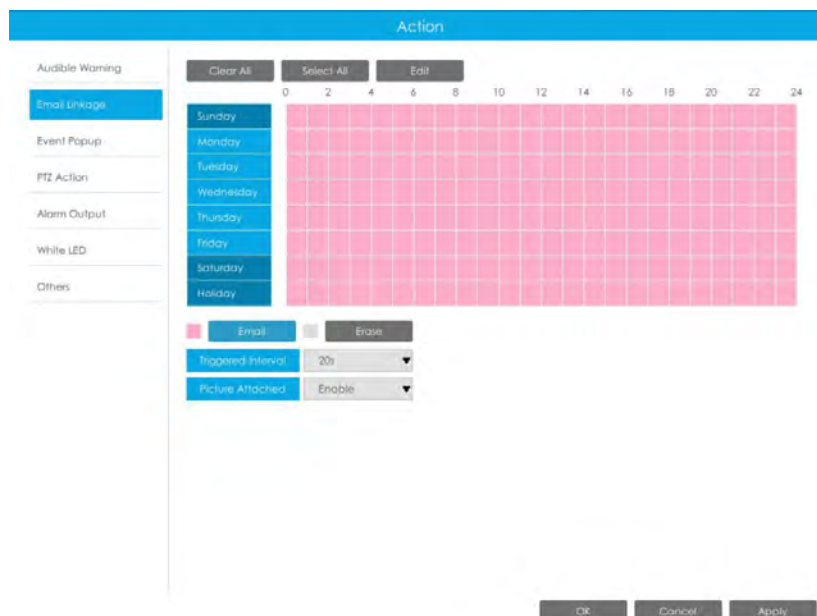 Action
Audible Warning
Email Linkage
Event Popup
PTZ Action
Alarm Output
White LED
Others
Clear All Select All Edit
0 2 4 6 8 10 12 14 16 18 20 22 24
Sunday
Monday
Tuesday
Wednesday
Thursday
Friday
Saturday
Holiday
Email Erase
Triggered Interval 20s
Picture Attached Enable
OK Cancel Apply